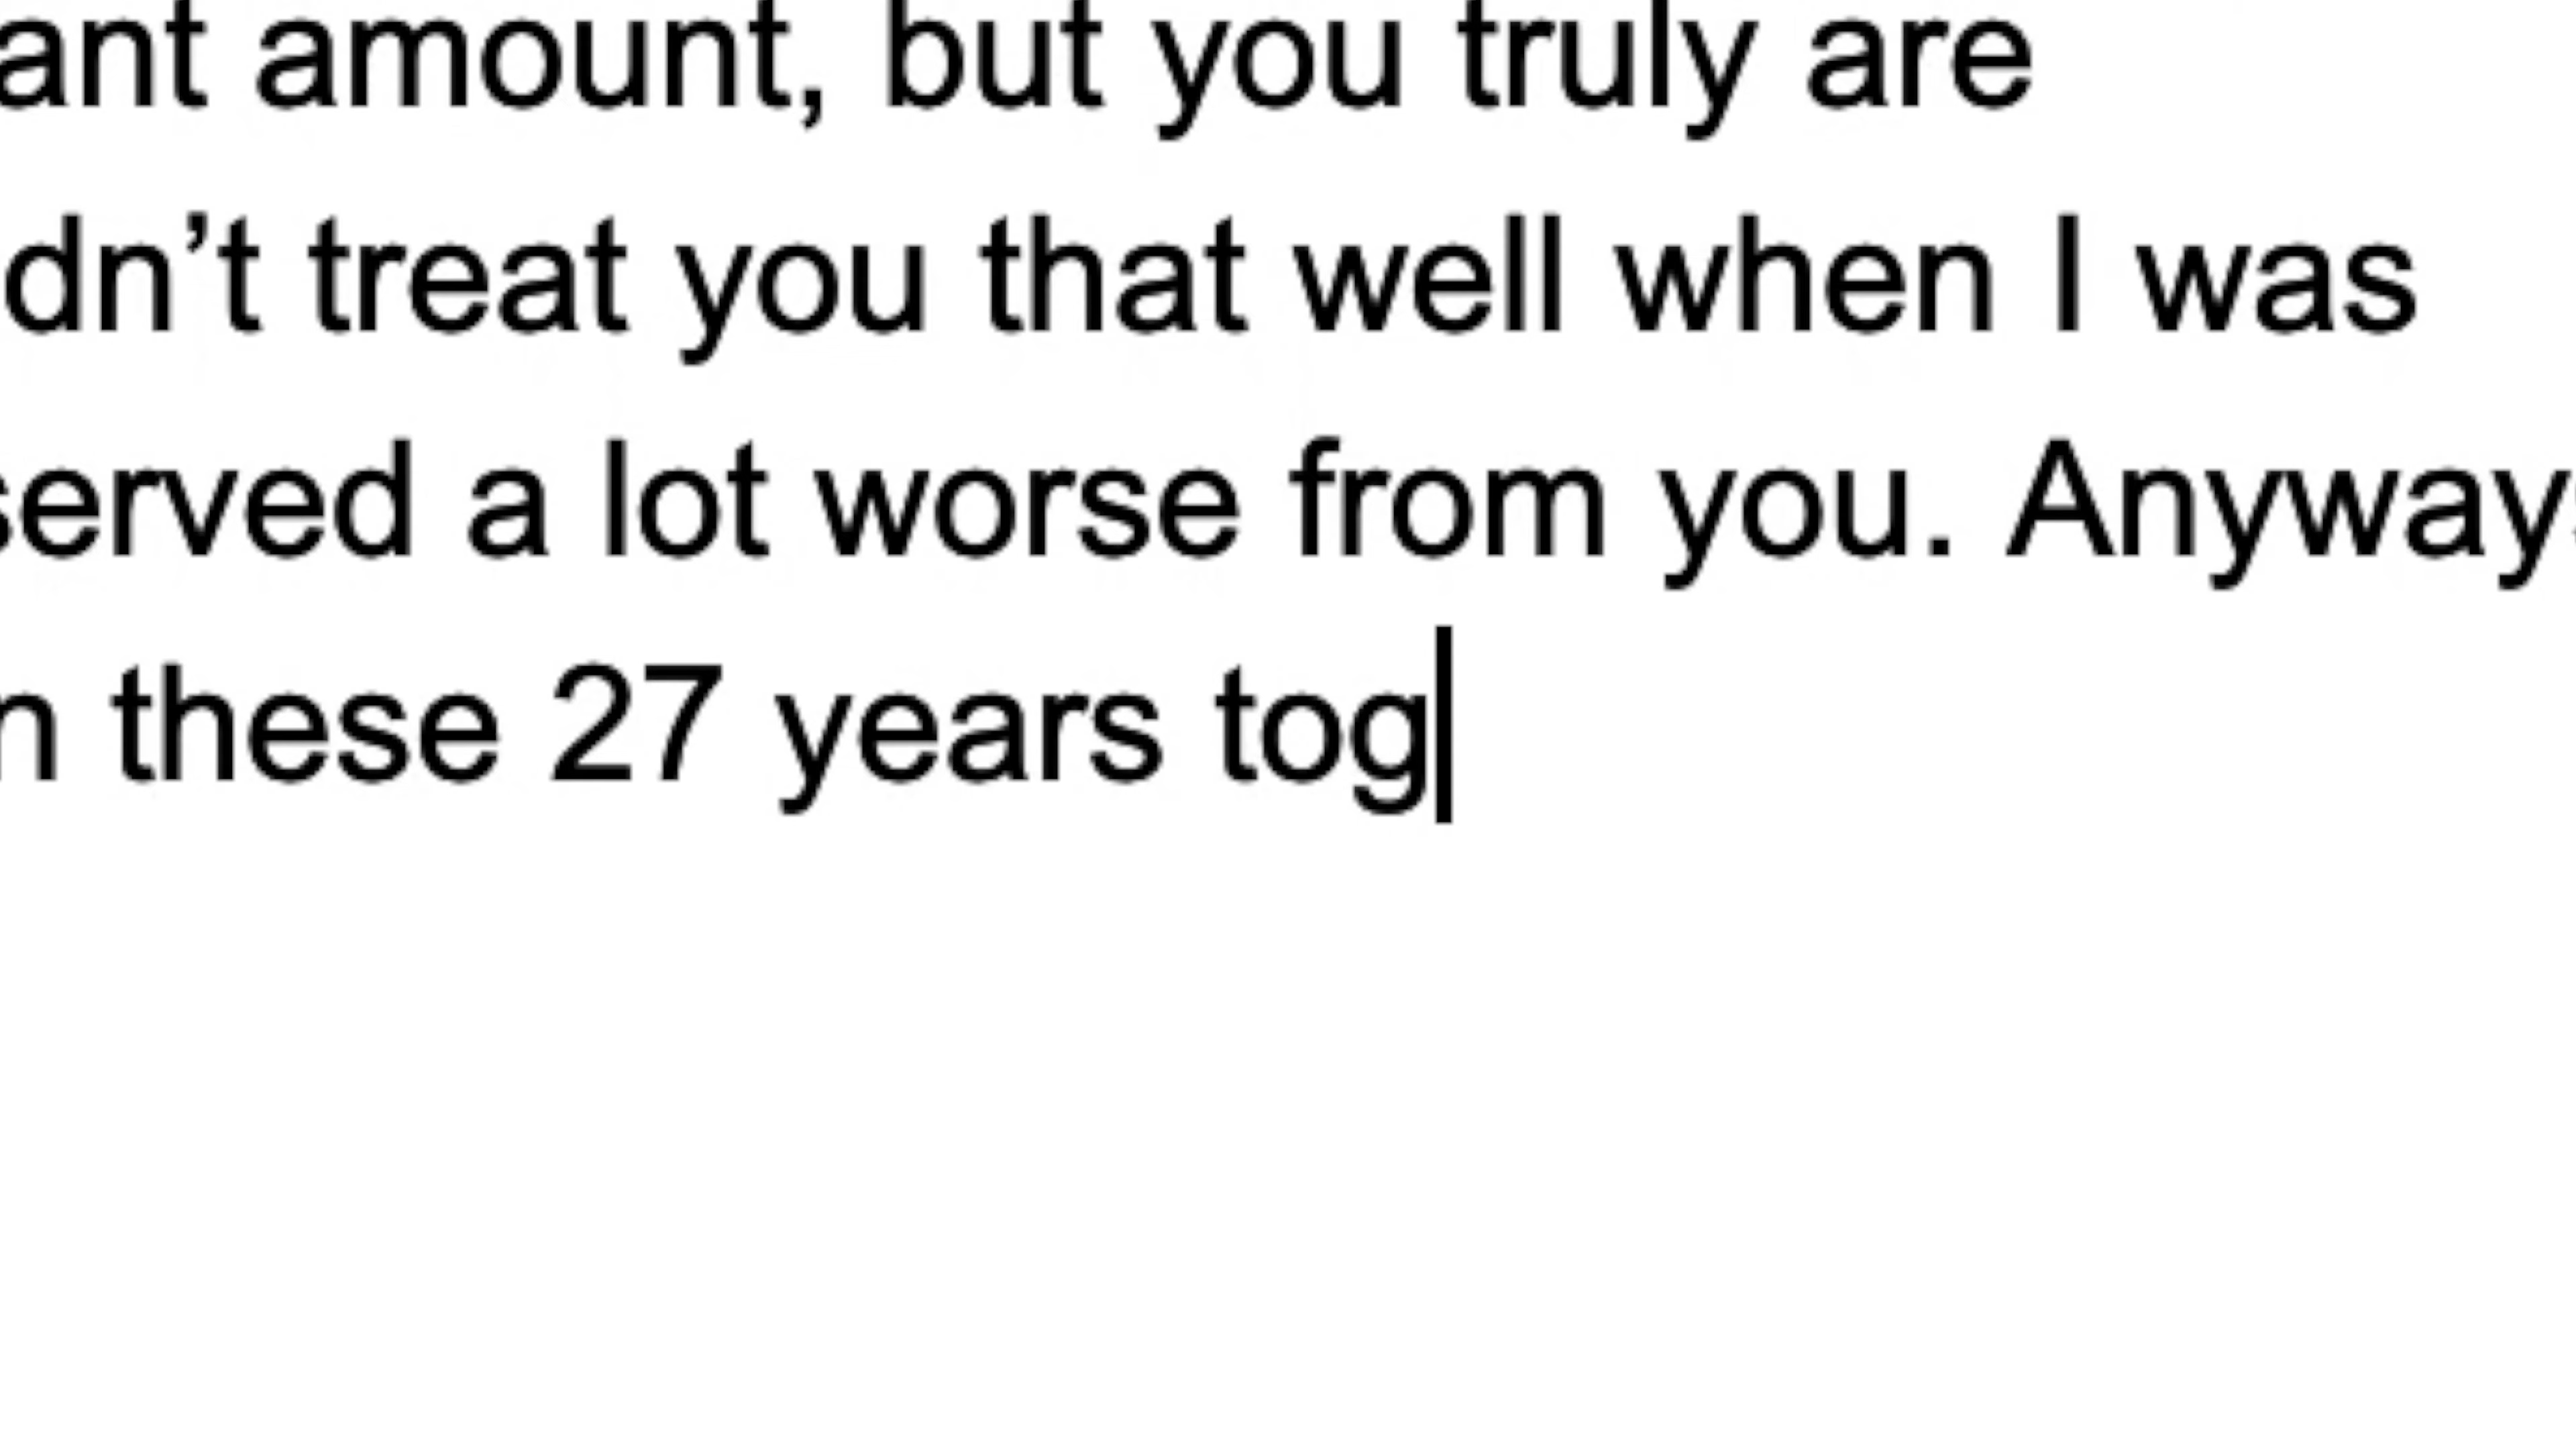 ant amount, but you truly are
dn’t treat you that well when I was
served a lot worse from you. Anyways
n these 27 years tog